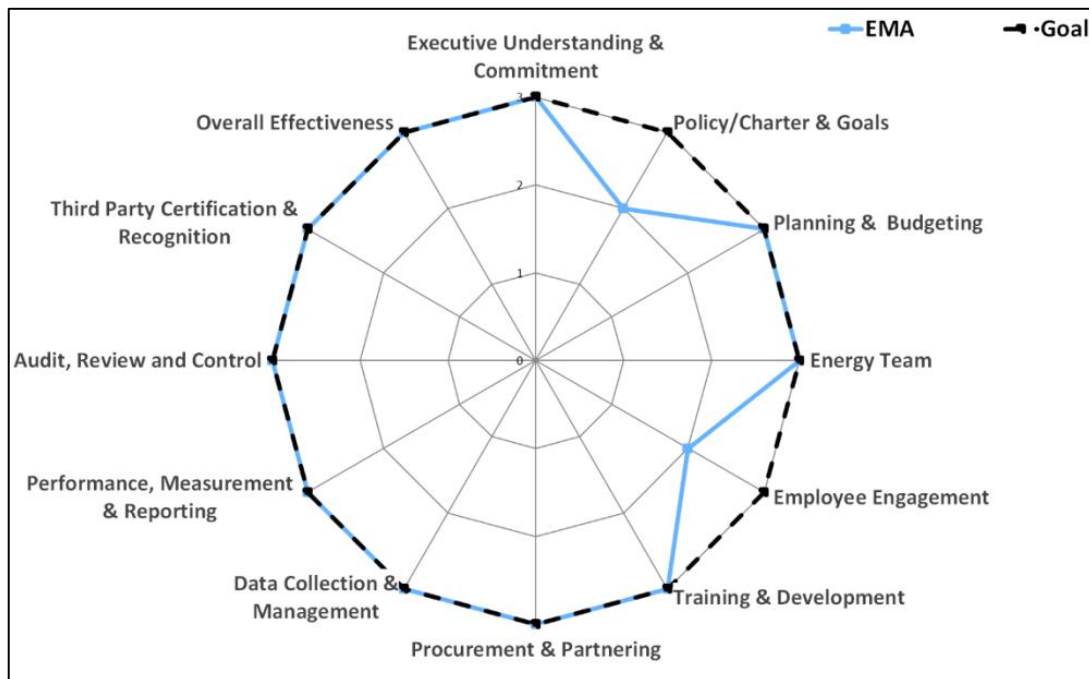 EMA
·Goal
Executive Understanding &
Commitment
Policy/Charter & Goals
Planning & Budgeting
Energy Team
Employee Engagement
Training & Development
Procurement & Partnering
Data Collection &
Management
Performance, Measurement
& Reporting
Audit, Review and Control
Third Party Certification &
Recognition
Overall Effectiveness
3
2
1
0